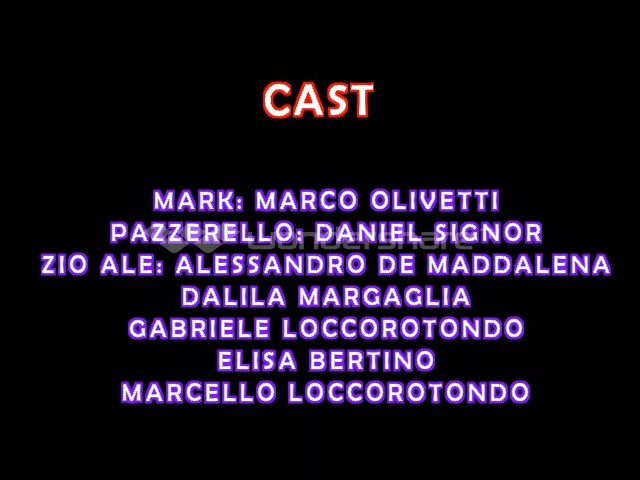 CAST
MARK: MARCO OLIVETTI
PAZZERELLO: DANIEL SIGNOR
wondershare
ZIO ALE: ALESSANDRO DE MADDALENA
DALILA MARGAGLIA
GABRIELE LOCCOROTONDO
ELISA BERTINO
MARCELLO LOCCOROTONDO